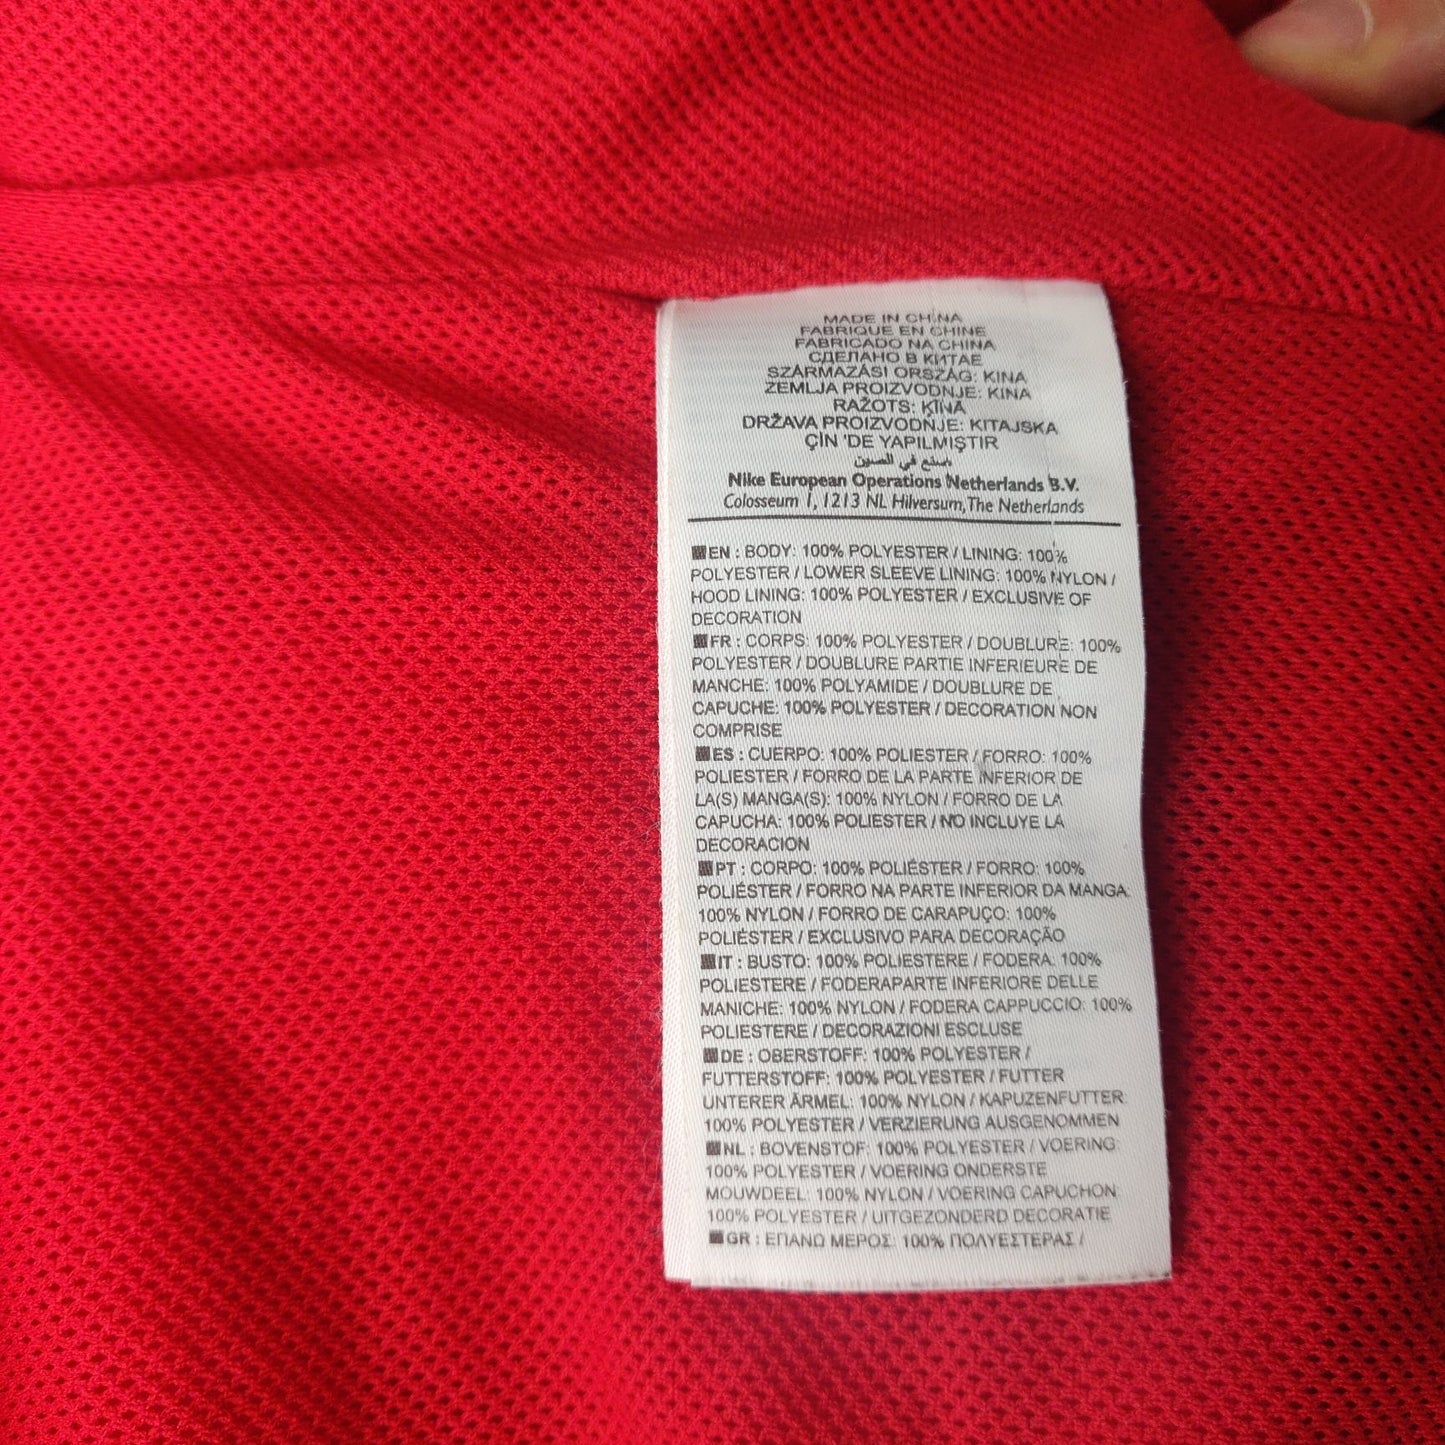 MADE IN CHINA
FABRIQUE EN CHINE
FABRICADO NA CHINA
СДЕЛАНО В КИТАЕ
SZÁRMAZÁSI ORSZÁG: KINA
ZEMLJA PROIZVODNJE: KINA
RAŽOTS: ĶĪNĀ
DRŽAVA PROIZVODNJE: KITAJSKA
ÇİN 'DE YAPILMIŞTIR
صنع في الصين
Nike European Operations Netherlands B.V.
Colosseum 1, 1213 NL Hilversum, The Netherlands
EN : BODY: 100% POLYESTER / LINING: 100%
POLYESTER / LOWER SLEEVE LINING: 100% NYLON /
HOOD LINING: 100% POLYESTER / EXCLUSIVE OF
DECORATION
FR : CORPS: 100% POLYESTER / DOUBLURE: 100%
POLYESTER / DOUBLURE PARTIE INFERIEURE DE
MANCHE: 100% POLYAMIDE / DOUBLURE DE
CAPUCHE: 100% POLYESTER / DECORATION NON
COMPRISE
ES : CUERPO: 100% POLIESTER / FORRO: 100%
POLIESTER / FORRO DE LA PARTE INFERIOR DE
LA(S) MANGA(S): 100% NYLON / FORRO DE LA
CAPUCHA: 100% POLIESTER / NO INCLUYE LA
DECORACION
PT : CORPO: 100% POLIÉSTER / FORRO: 100%
POLIÉSTER / FORRO NA PARTE INFERIOR DA MANGA:
100% NYLON / FORRO DE CARAPUÇO: 100%
POLIÉSTER / EXCLUSIVO PARA DECORAÇÃO
IT : BUSTO: 100% POLIESTERE / FODERA: 100%
POLIESTERE / FODERAPARTE INFERIORE DELLE
MANICHE: 100% NYLON / FODERA CAPPUCCIO: 100%
POLIESTERE / DECORAZIONI ESCLUSE
DE : OBERSTOFF: 100% POLYESTER /
FUTTERSTOFF: 100% POLYESTER / FUTTER
UNTERER ÄRMEL: 100% NYLON / KAPUZENFUTTER:
100% POLYESTER / VERZIERUNG AUSGENOMMEN
NL : BOVENSTOF: 100% POLYESTER / VOERING:
100% POLYESTER / VOERING ONDERSTE
MOUWDEEL: 100% NYLON / VOERING CAPUCHON:
100% POLYESTER / UITGEZONDERD DECORATIE
GR : ΕΠΑΝΩ ΜΕΡΟΣ: 100% ΠΟΛΥΕΣΤΕΡΑΣ /